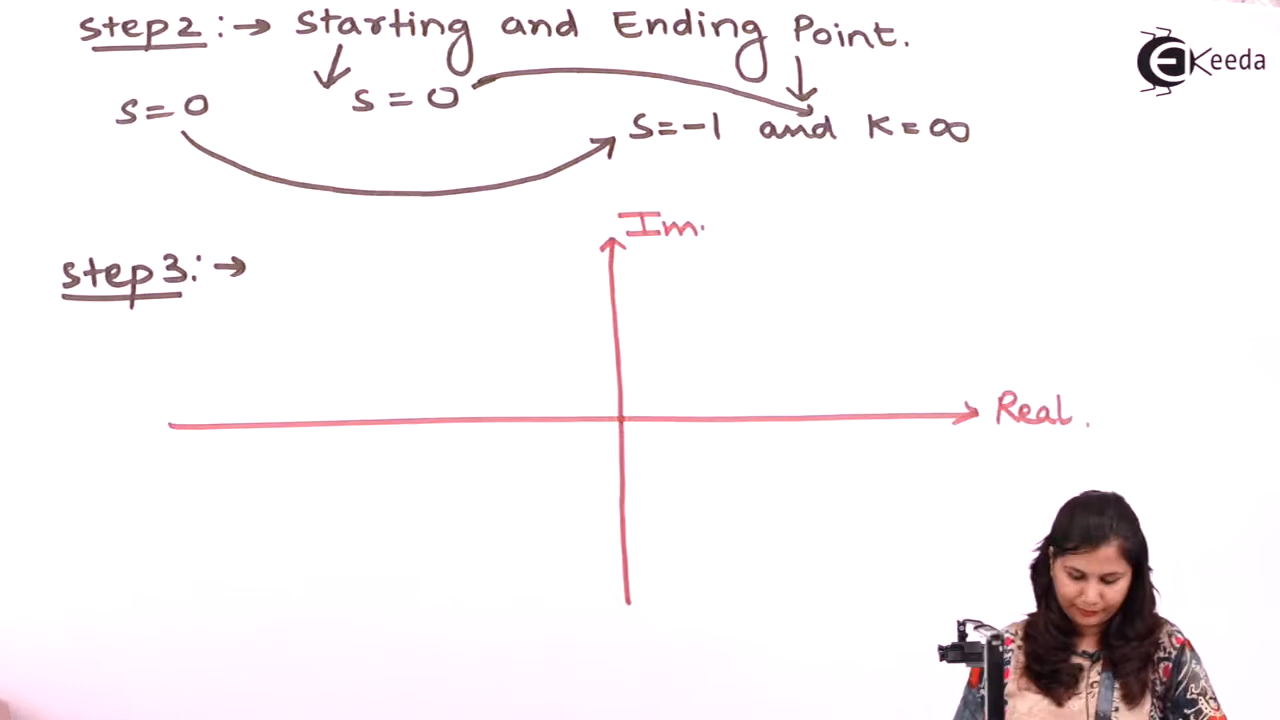 step2 :→ Starting and Ending Point.
EKeeda
s=0 s=0
s=-1 and K=∞
Im.
step3:→
Real.